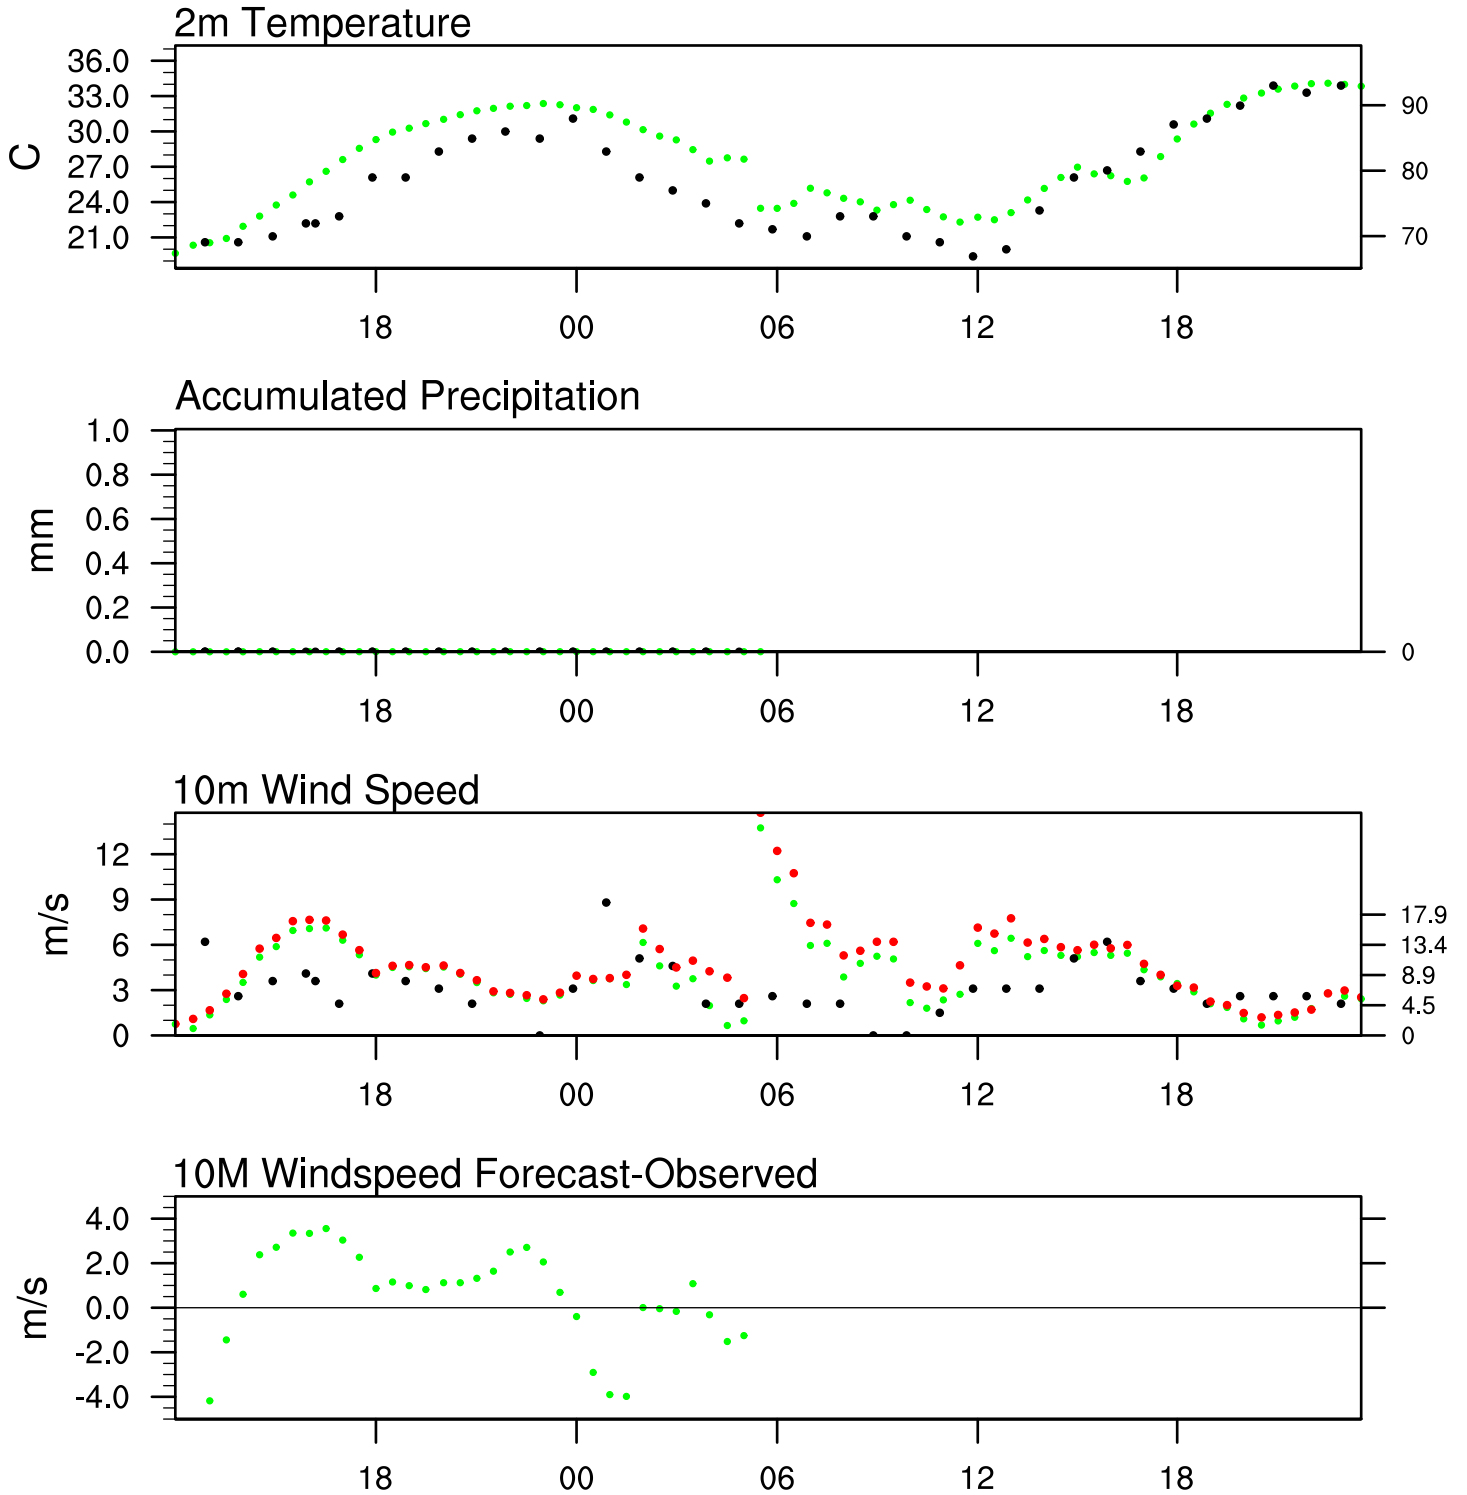 2m Temperature
36.0
33.0
30.0
27.0
24.0
21.0
C
90
80
70
18 00 06 12 18
Accumulated Precipitation
1.0
0.8
0.6
0.4
0.2
0.0
mm
0
18 00 06 12 18
10m Wind Speed
12
9
6
3
0
m/s
17.9
13.4
8.9
4.5
0
18 00 06 12 18
10M Windspeed Forecast-Observed
4.0
2.0
0.0
-2.0
-4.0
m/s
18 00 06 12 18